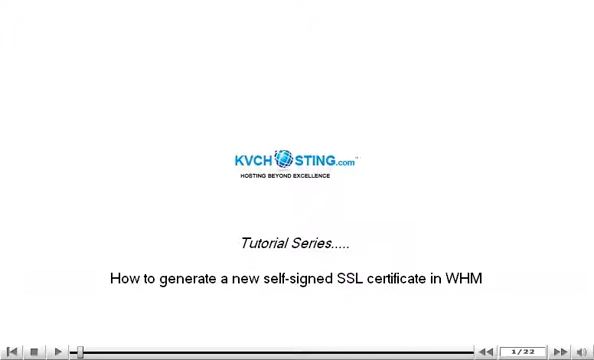 KVCHOSTING.com
HOSTING BEYOND EXCELLENCE
Tutorial Series.....
How to generate a new self-signed SSL certificate in WHM
1/22